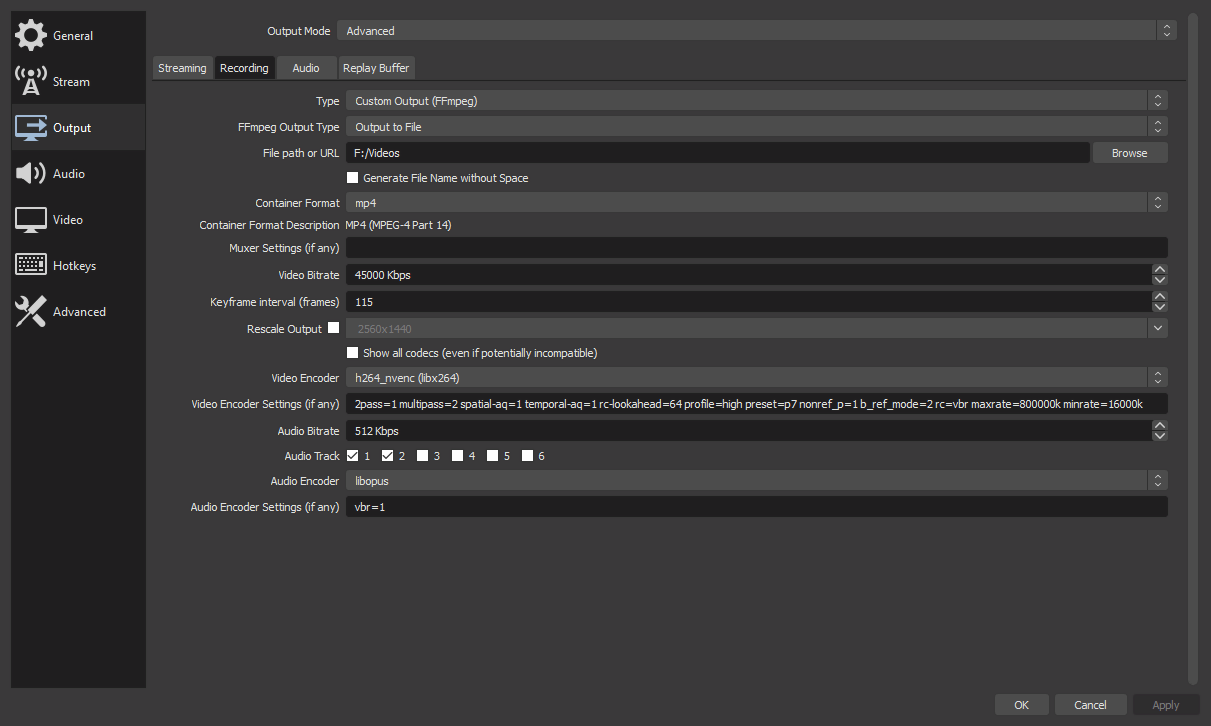 General
Stream
Output
Audio
Video
Hotkeys
Advanced
Output Mode Advanced
Streaming Recording Audio Replay Buffer
Type Custom Output (FFmpeg)
FFmpeg Output Type Output to File
File path or URL F:/Videos Browse
Generate File Name without Space
Container Format mp4
Container Format Description MP4 (MPEG-4 Part 14)
Muxer Settings (if any)
Video Bitrate 45000 Kbps
Keyframe interval (frames) 115
Rescale Output 2560x1440
Show all codecs (even if potentially incompatible)
Video Encoder h264_nvenc (libx264)
Video Encoder Settings (if any) 2pass=1 multipass=2 spatial-aq=1 temporal-aq=1 rc-lookahead=64 profile=high preset=p7 nonref_p=1 b_ref_mode=2 rc=vbr maxrate=800000k minrate=16000k
Audio Bitrate 512 Kbps
Audio Track 1 2 3 4 5 6
Audio Encoder libopus
Audio Encoder Settings (if any) vbr=1
OK Cancel Apply